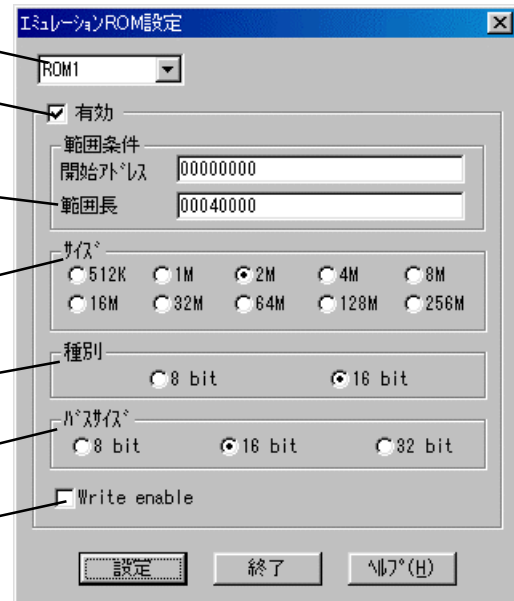 ｴﾐｭﾚｰｼｮﾝROM設定
ROM1
有効
範囲条件
開始ｱﾄﾞﾚｽ 00000000
範囲長 00040000
ｻｲｽﾞ
512K 1M 2M 4M 8M
16M 32M 64M 128M 256M
種別
8 bit 16 bit
ﾊﾞｽｻｲｽﾞ
8 bit 16 bit 32 bit
Write enable
設定 終了 ﾍﾙﾌﾟ(H)